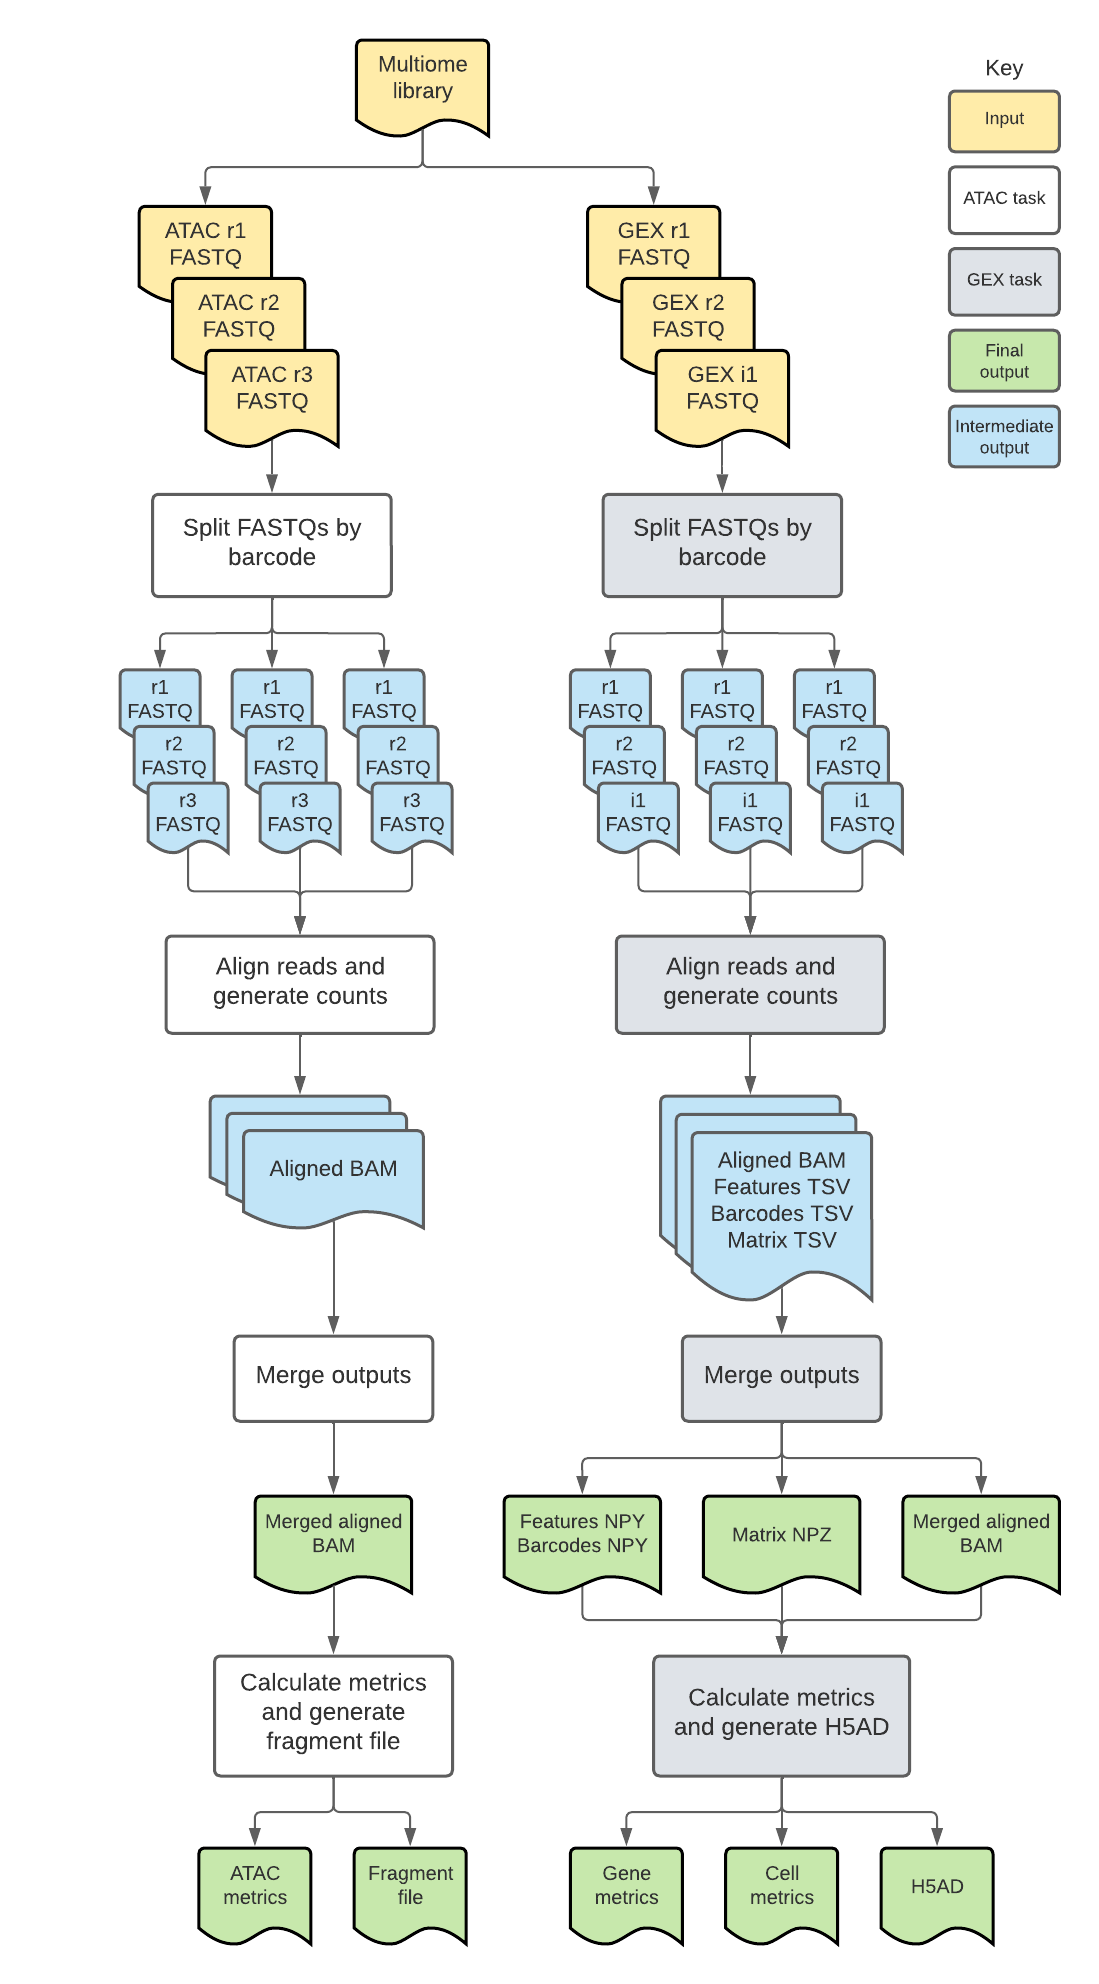 Multiome
library
Key
Input
ATAC task
GEX task
Final
output
Intermediate
output
ATAC r1
FASTQ
ATAC r2
FASTQ
ATAC r3
FASTQ
GEX r1
FASTQ
GEX r2
FASTQ
GEX i1
FASTQ
Split FASTQs by
barcode
Split FASTQs by
barcode
r1
FASTQ
r2
FASTQ
r3
FASTQ
r1
FASTQ
r2
FASTQ
r3
FASTQ
r1
FASTQ
r2
FASTQ
r3
FASTQ
r1
FASTQ
r2
FASTQ
i1
FASTQ
r1
FASTQ
r2
FASTQ
i1
FASTQ
r1
FASTQ
r2
FASTQ
i1
FASTQ
Align reads and
generate counts
Align reads and
generate counts
Aligned BAM
Aligned BAM
Features TSV
Barcodes TSV
Matrix TSV
Merge outputs
Merge outputs
Merged aligned
BAM
Features NPY
Barcodes NPY
Matrix NPZ
Merged aligned
BAM
Calculate metrics
and generate
fragment file
Calculate metrics
and generate H5AD
ATAC
metrics
Fragment
file
Gene
metrics
Cell
metrics
H5AD